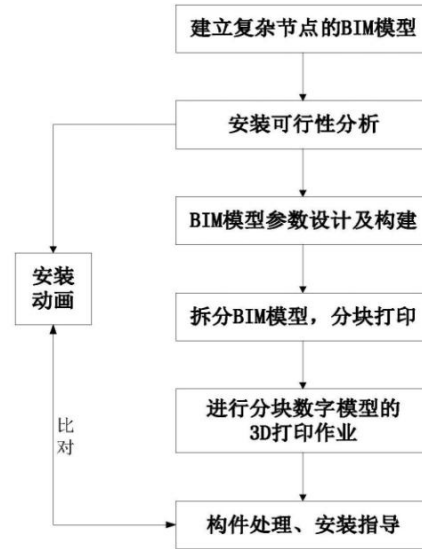 建立复杂节点的BIM模型
安装可行性分析
BIM模型参数设计及构建
安装
动画
拆分BIM模型，分块打印
进行分块数字模型的
3D打印作业
比
对
构件处理、安装指导